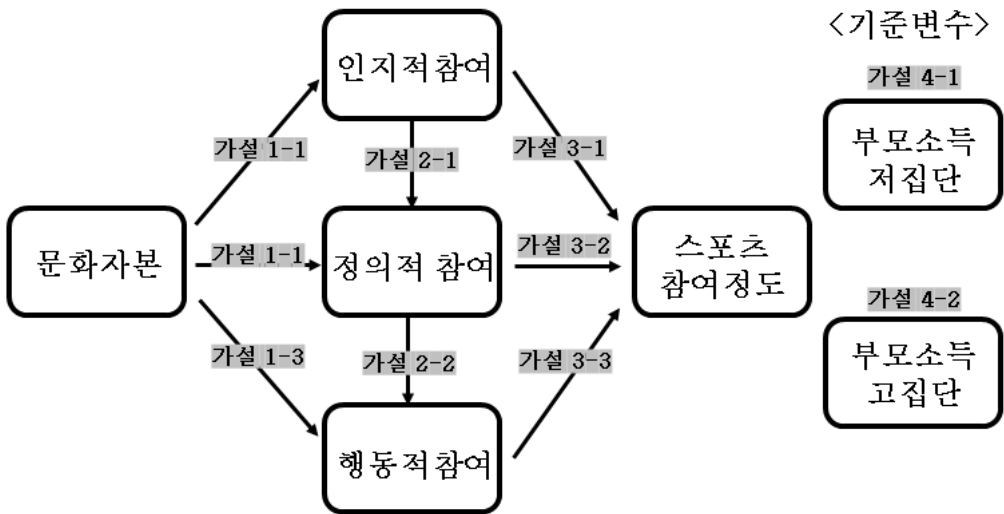 <기준변수>
인지적참여
가설 4-1
부모소득
저집단
가설 1-1
가설 2-1
가설 3-1
문화자본
가설 1-1
정의적 참여
가설 3-2
스포츠
참여정도
가설 4-2
부모소득
고집단
가설 1-3
가설 2-2
가설 3-3
행동적참여